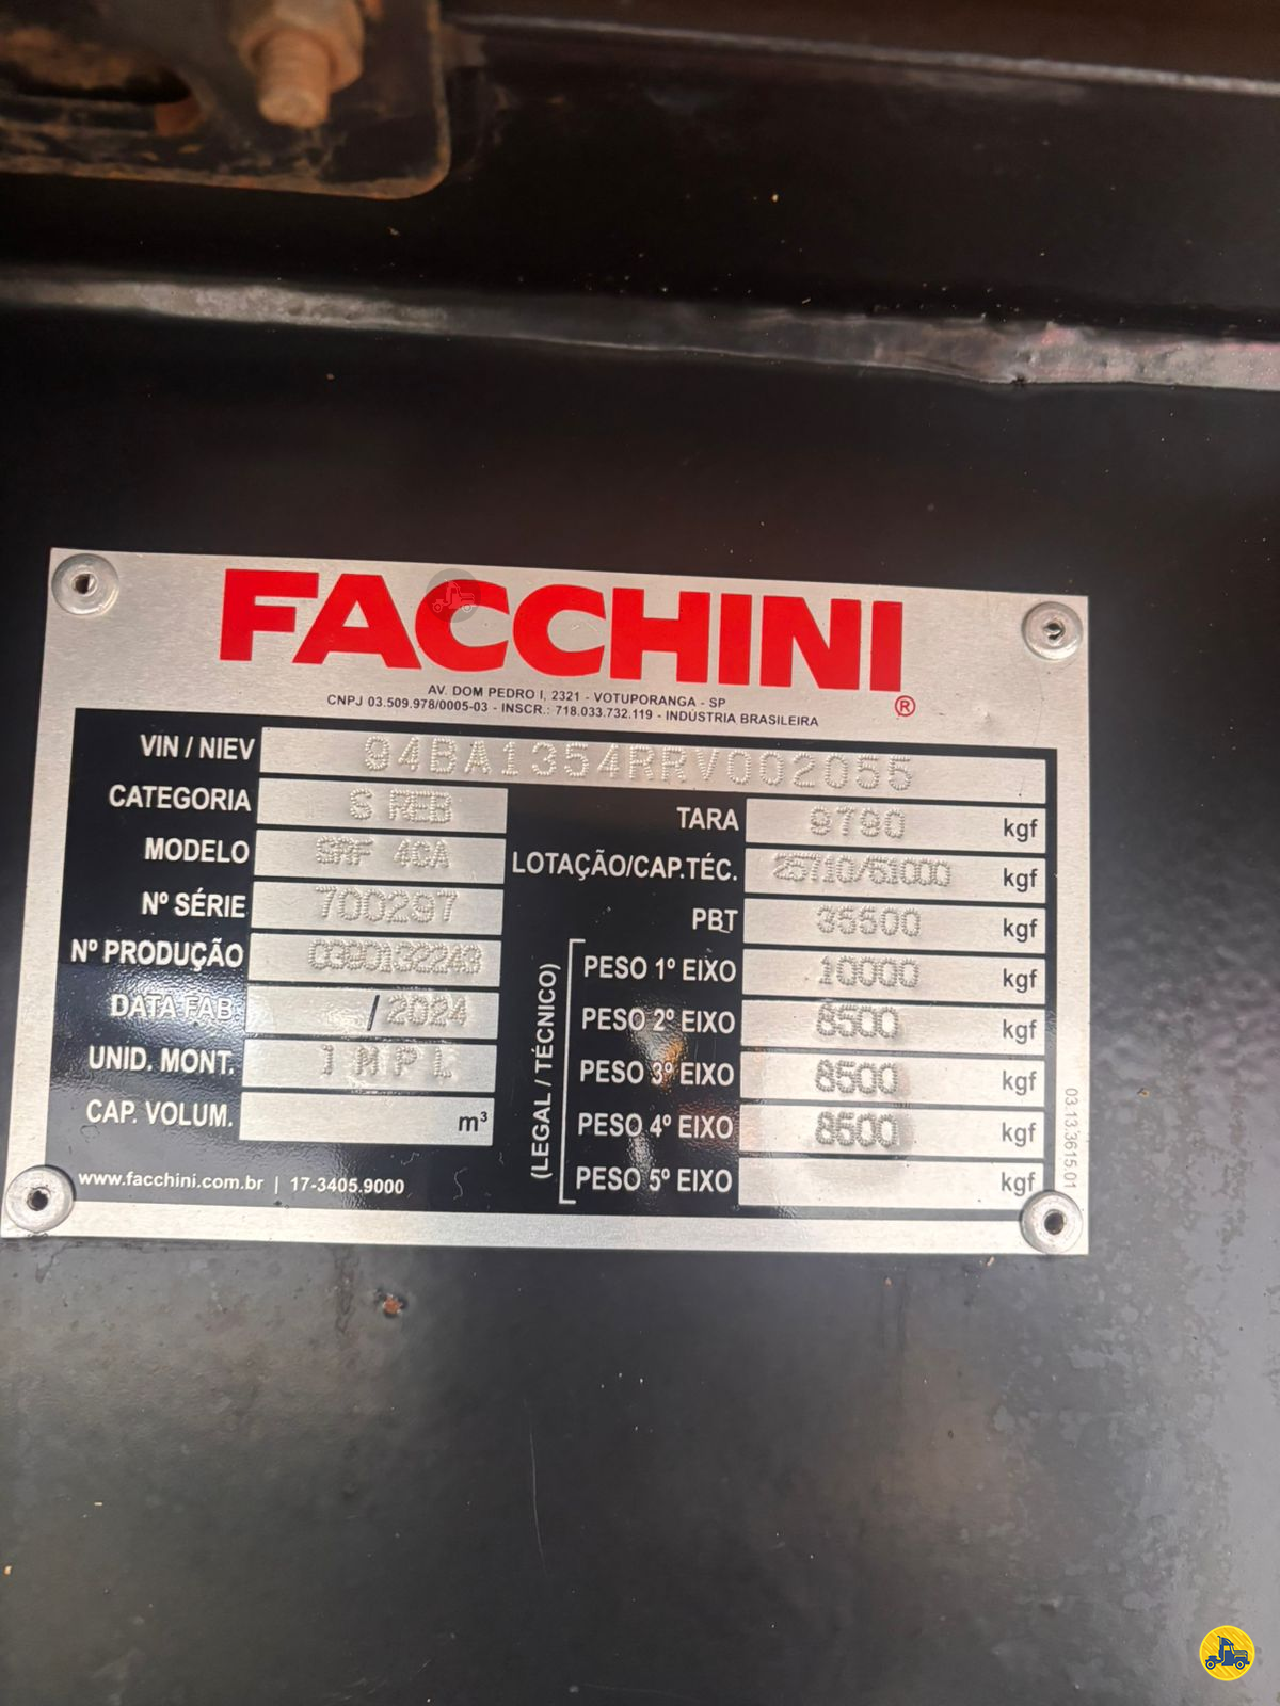 FACCHINI®
AV. DOM PEDRO I, 2321 - VOTUPORANGA - SP
CNPJ 03.509.978/0005-03 - INSCR.: 718.033.732.119 - INDÚSTRIA BRASILEIRA
VIN / NIEV 94BA1354RRV002055
CATEGORIA S REB
MODELO SRF 4CA
Nº SÉRIE 700297
Nº PRODUÇÃO
DATA FAB. /2024
UNID. MONT. 1 MPL
CAP. VOLUM. m³
www.facchini.com.br | 17-3405.9000
TARA 9790 kgf
LOTAÇÃO/CAP.TÉC. 25710/51000 kgf
PBT 35500 kgf
(LEGAL / TÉCNICO)
PESO 1º EIXO 10000 kgf
PESO 2º EIXO 8500 kgf
PESO 3º EIXO 8500 kgf
PESO 4º EIXO 8500 kgf
PESO 5º EIXO kgf
03.13.3615.01